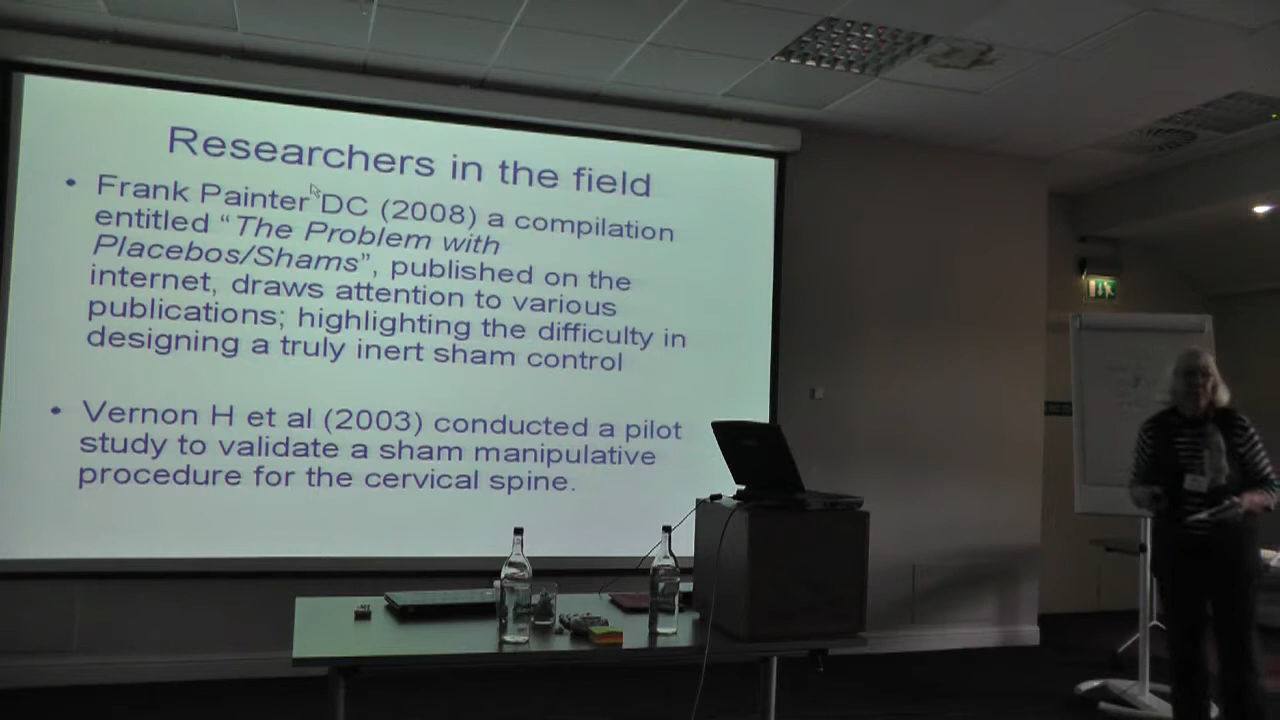 Researchers in the field
• Frank Painter DC (2008) a compilation
entitled “The Problem with
Placebos/Shams”, published on the
internet, draws attention to various
publications; highlighting the difficulty in
designing a truly inert sham control
• Vernon H et al (2003) conducted a pilot
study to validate a sham manipulative
procedure for the cervical spine.